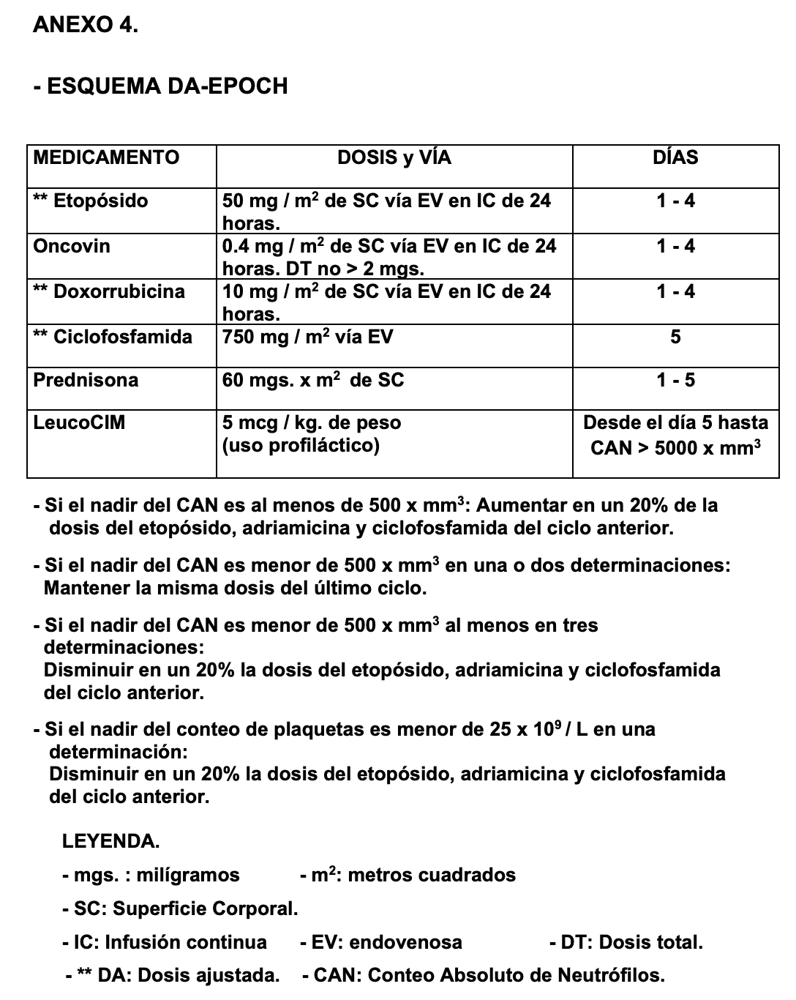 ANEXO 4.
- ESQUEMA DA-EPOCH
MEDICAMENTO DOSIS y VÍA DÍAS
** Etopósido 50 mg / m² de SC vía EV en IC de 24 1 - 4
horas.
Oncovin 0.4 mg / m² de SC vía EV en IC de 24 1 - 4
horas. DT no > 2 mgs.
** Doxorrubicina 10 mg / m² de SC vía EV en IC de 24 1 - 4
horas.
** Ciclofosfamida 750 mg / m² vía EV 5
Prednisona 60 mgs. x m² de SC 1 - 5
LeucoCIM 5 mcg / kg. de peso Desde el día 5 hasta
(uso profiláctico) CAN > 5000 x mm³
- Si el nadir del CAN es al menos de 500 x mm³: Aumentar en un 20% de la
dosis del etopósido, adriamicina y ciclofosfamida del ciclo anterior.
- Si el nadir del CAN es menor de 500 x mm³ en una o dos determinaciones:
Mantener la misma dosis del último ciclo.
- Si el nadir del CAN es menor de 500 x mm³ al menos en tres
determinaciones:
Disminuir en un 20% la dosis del etopósido, adriamicina y ciclofosfamida
del ciclo anterior.
- Si el nadir del conteo de plaquetas es menor de 25 x 10⁹ / L en una
determinación:
Disminuir en un 20% la dosis del etopósido, adriamicina y ciclofosfamida
del ciclo anterior.
LEYENDA.
- mgs. : milígramos - m²: metros cuadrados
- SC: Superficie Corporal.
- IC: Infusión continua - EV: endovenosa - DT: Dosis total.
- ** DA: Dosis ajustada. - CAN: Conteo Absoluto de Neutrófilos.